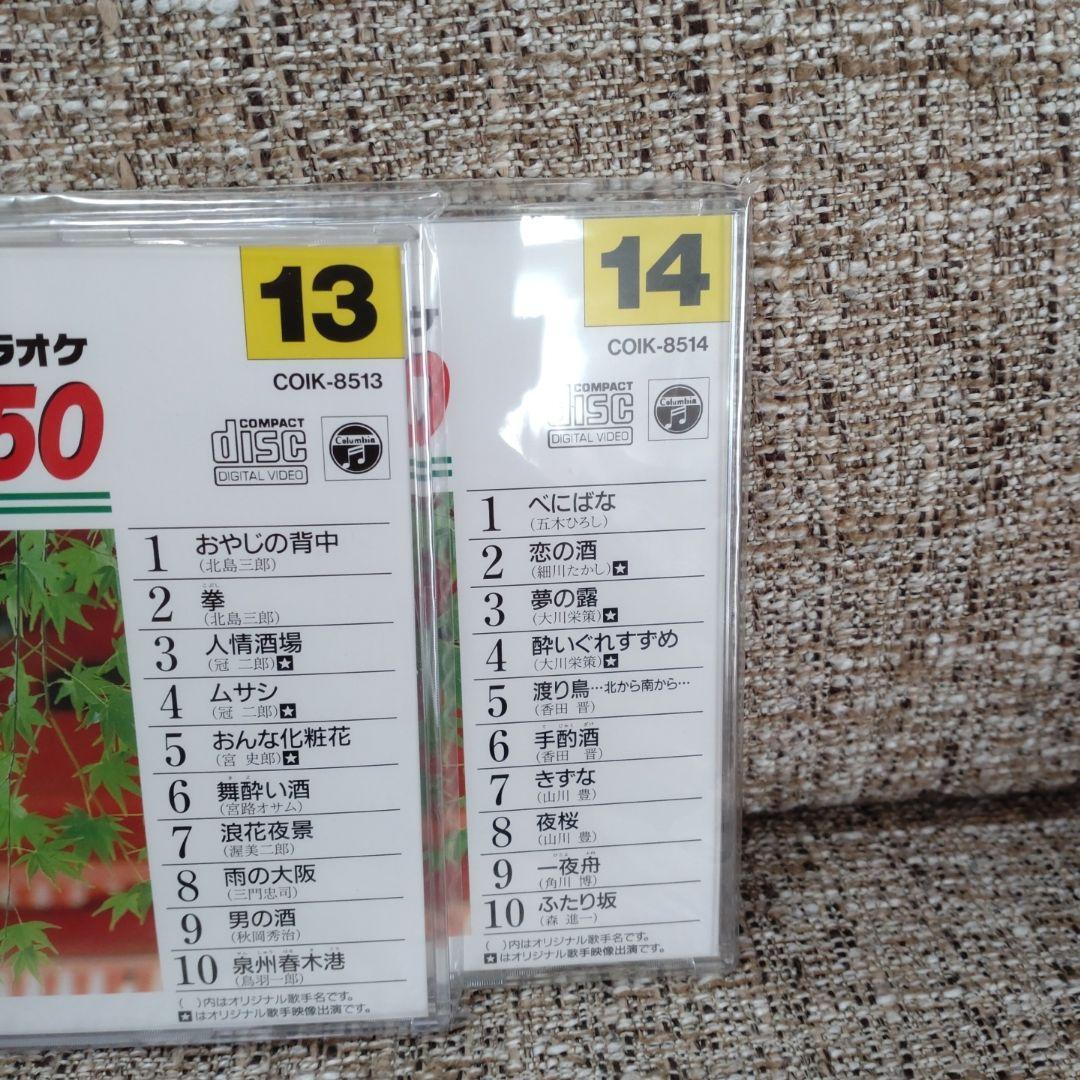 13
COIK-8513
ラオケ
50
COMPACT
disc
DIGITAL VIDEO
Columbia
1 おやじの背中
(北島三郎)
こぶし
2 拳
(北島三郎)
3 人情酒場
(冠 二郎)★
4 ムサシ
(冠 二郎)★
5 おんな化粧花
(宮 史郎)★
6 舞酔い酒
(宮路オサム)
7 浪花夜景
(渥美二郎)
8 雨の大阪
(三門忠司)
9 男の酒
(秋岡秀治)
10 泉州春木港
(鳥羽一郎)
( )内はオリジナル歌手名です。
★はオリジナル歌手映像出演です。
14
COIK-8514
COMPACT
disc
DIGITAL VIDEO
Columbia
1 べにばな
(五木ひろし)
2 恋の酒
(細川たかし)★
3 夢の露
(大川栄策)★
4 酔いぐれすずめ
(大川栄策)★
5 渡り鳥…北から南から…
(香田 晋)
6 手酌酒
(香田 晋)
7 きずな
(山川 豊)
8 夜桜
(山川 豊)
9 一夜舟
(角川 博)
10 ふたり坂
(森 進一)
( )内はオリジナル歌手名です。
★はオリジナル歌手映像出演です。